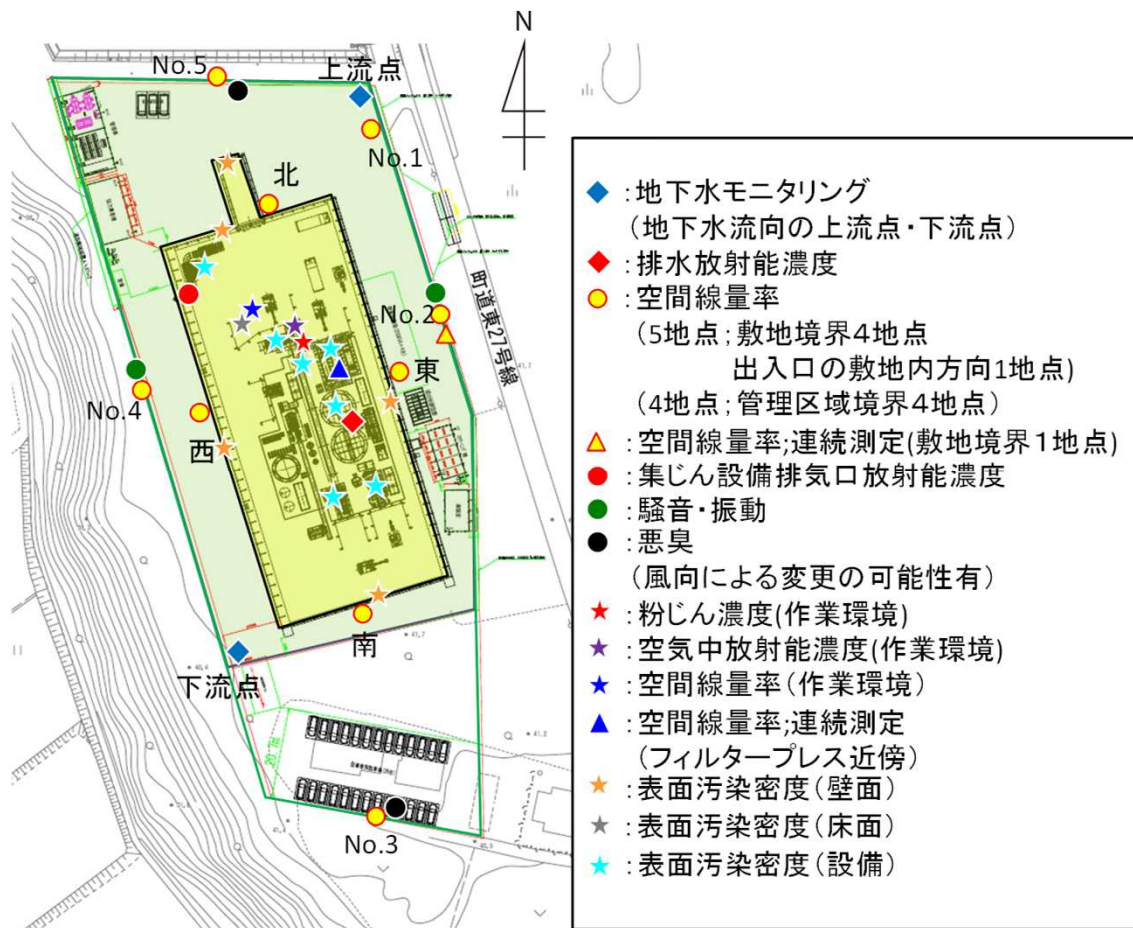 N
No.5
上流点
No.1
北
No.2
町道東27号線
東
No.4
西
南
下流点
No.3
20.7m
41.7
41.2
◆:地下水モニタリング
(地下水流向の上流点・下流点)
◆:排水放射能濃度
:空間線量率
(5地点;敷地境界4地点
出入口の敷地内方向1地点)
(4地点;管理区域境界4地点)
:空間線量率;連続測定(敷地境界1地点)
:集じん設備排気口放射能濃度
:騒音・振動
:悪臭
(風向による変更の可能性有)
★:粉じん濃度(作業環境)
★:空気中放射能濃度(作業環境)
★:空間線量率(作業環境)
▲:空間線量率;連続測定
(フィルタープレス近傍)
★:表面汚染密度(壁面)
★:表面汚染密度(床面)
★:表面汚染密度(設備)